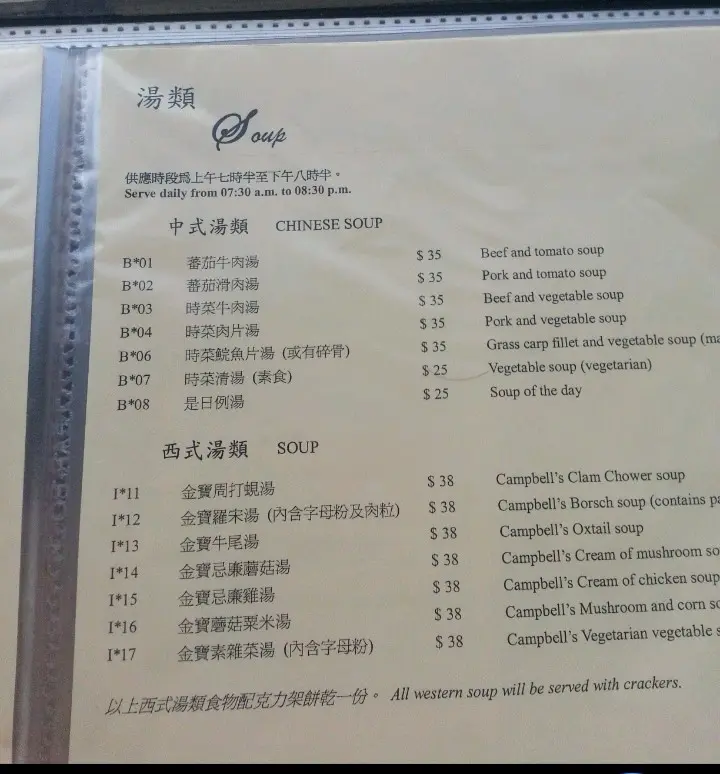 湯類
Soup
供應時段爲上午七時半至下午八時半。
Serve daily from 07:30 a.m. to 08:30 p.m.
中式湯類 CHINESE SOUP
B*01 蕃茄牛肉湯 $ 35 Beef and tomato soup
B*02 蕃茄滑肉湯 $ 35 Pork and tomato soup
B*03 時菜牛肉湯 $ 35 Beef and vegetable soup
B*04 時菜肉片湯 $ 35 Pork and vegetable soup
B*06 時菜鯇魚片湯 (或有碎骨) $ 35 Grass carp fillet and vegetable soup (ma
B*07 時菜清湯 (素食) $ 25 Vegetable soup (vegetarian)
B*08 是日例湯 $ 25 Soup of the day
西式湯類 SOUP
I*11 金寶周打蜆湯 $ 38 Campbell's Clam Chower soup
I*12 金寶羅宋湯 (內含字母粉及肉粒) $ 38 Campbell's Borsch soup (contains pa
I*13 金寶牛尾湯 $ 38 Campbell's Oxtail soup
I*14 金寶忌廉蘑菇湯 $ 38 Campbell's Cream of mushroom so
I*15 金寶忌廉雞湯 $ 38 Campbell's Cream of chicken soup
I*16 金寶蘑菇粟米湯 $ 38 Campbell's Mushroom and corn so
I*17 金寶素雜菜湯 (內含字母粉) $ 38 Campbell's Vegetarian vegetable s
以上西式湯類食物配克力架餅乾一份。 All western soup will be served with crackers.